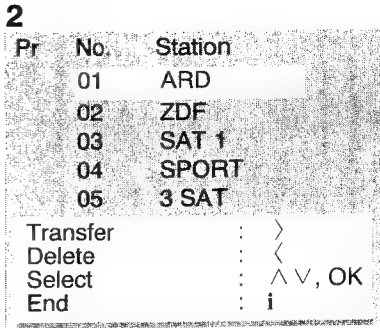 2
Pr No. Station
01 ARD
02 ZDF
03 SAT 1
04 SPORT
05 3 SAT
Transfer : 〉
Delete : 〈
Select : ∧ ∨, OK
End : i